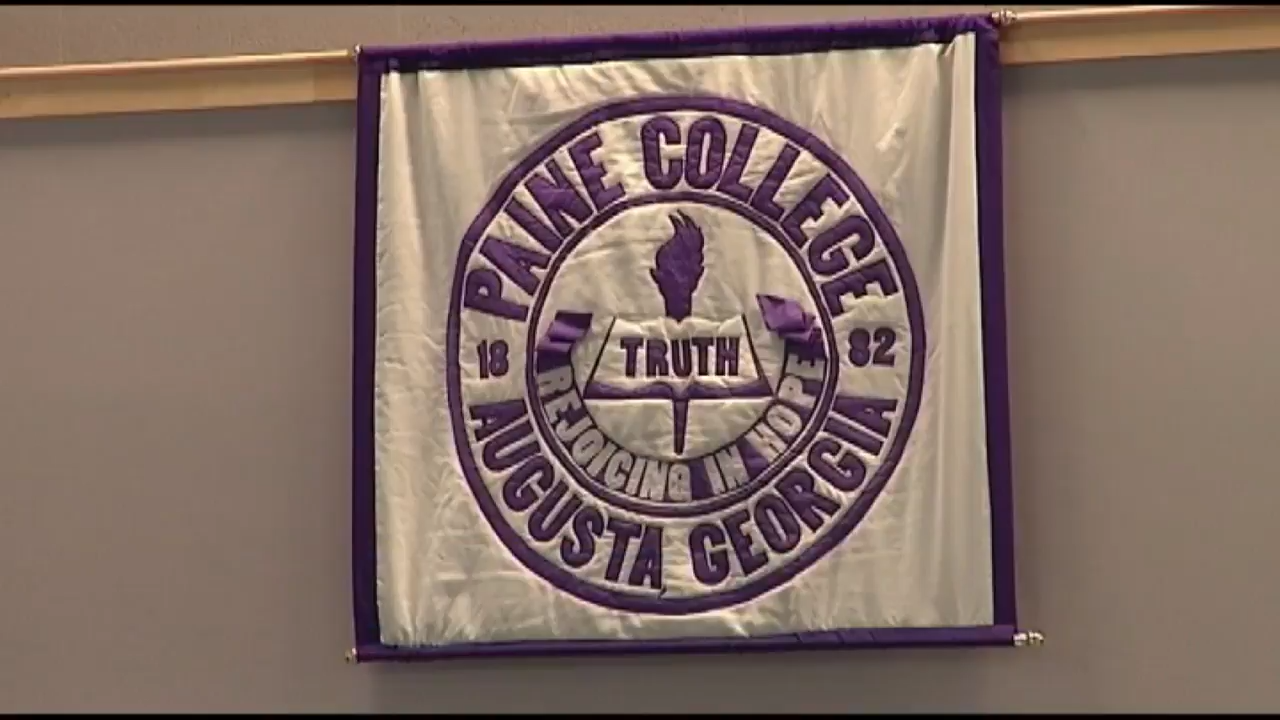 PAINE COLLEGE
18 82
TRUTH
REJOICING IN HOPE
AUGUSTA, GEORGIA